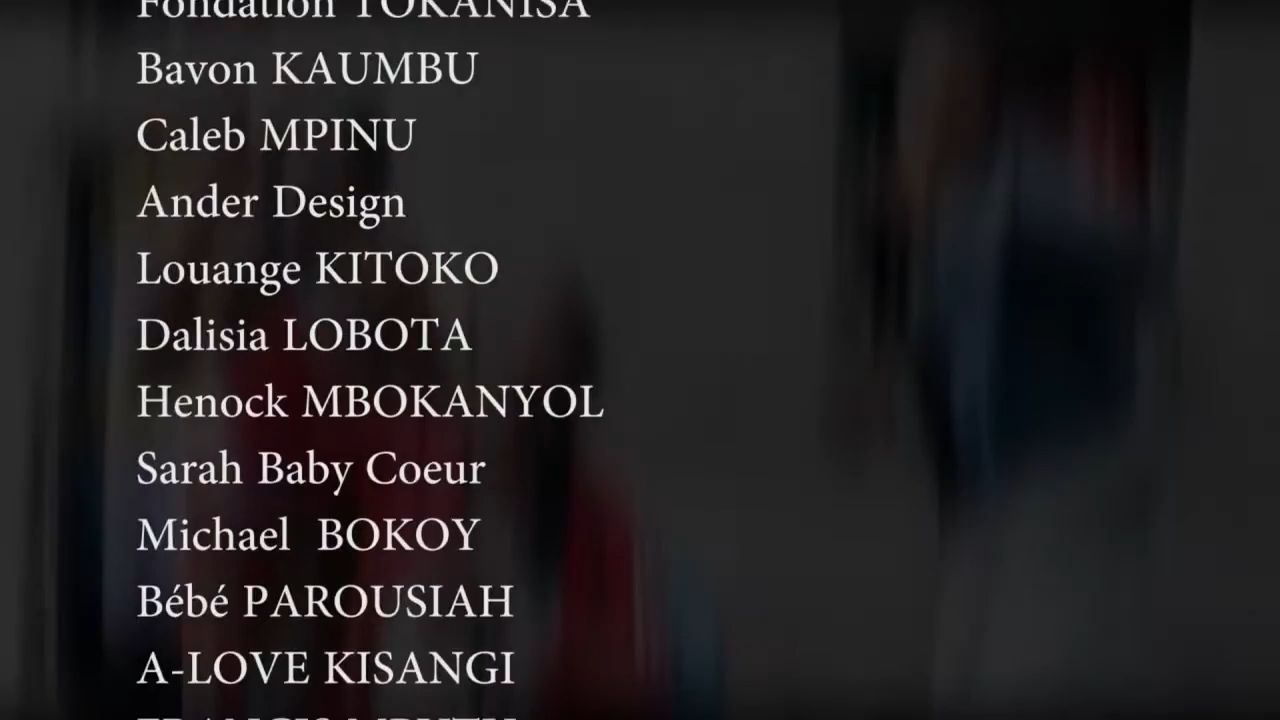 Fondation TOKANISA
Bavon KAUMBU
Caleb MPINU
Ander Design
Louange KITOKO
Dalisia LOBOTA
Henock MBOKANYOL
Sarah Baby Coeur
Michael  BOKOY
Bébé PAROUSIAH
A-LOVE KISANGI